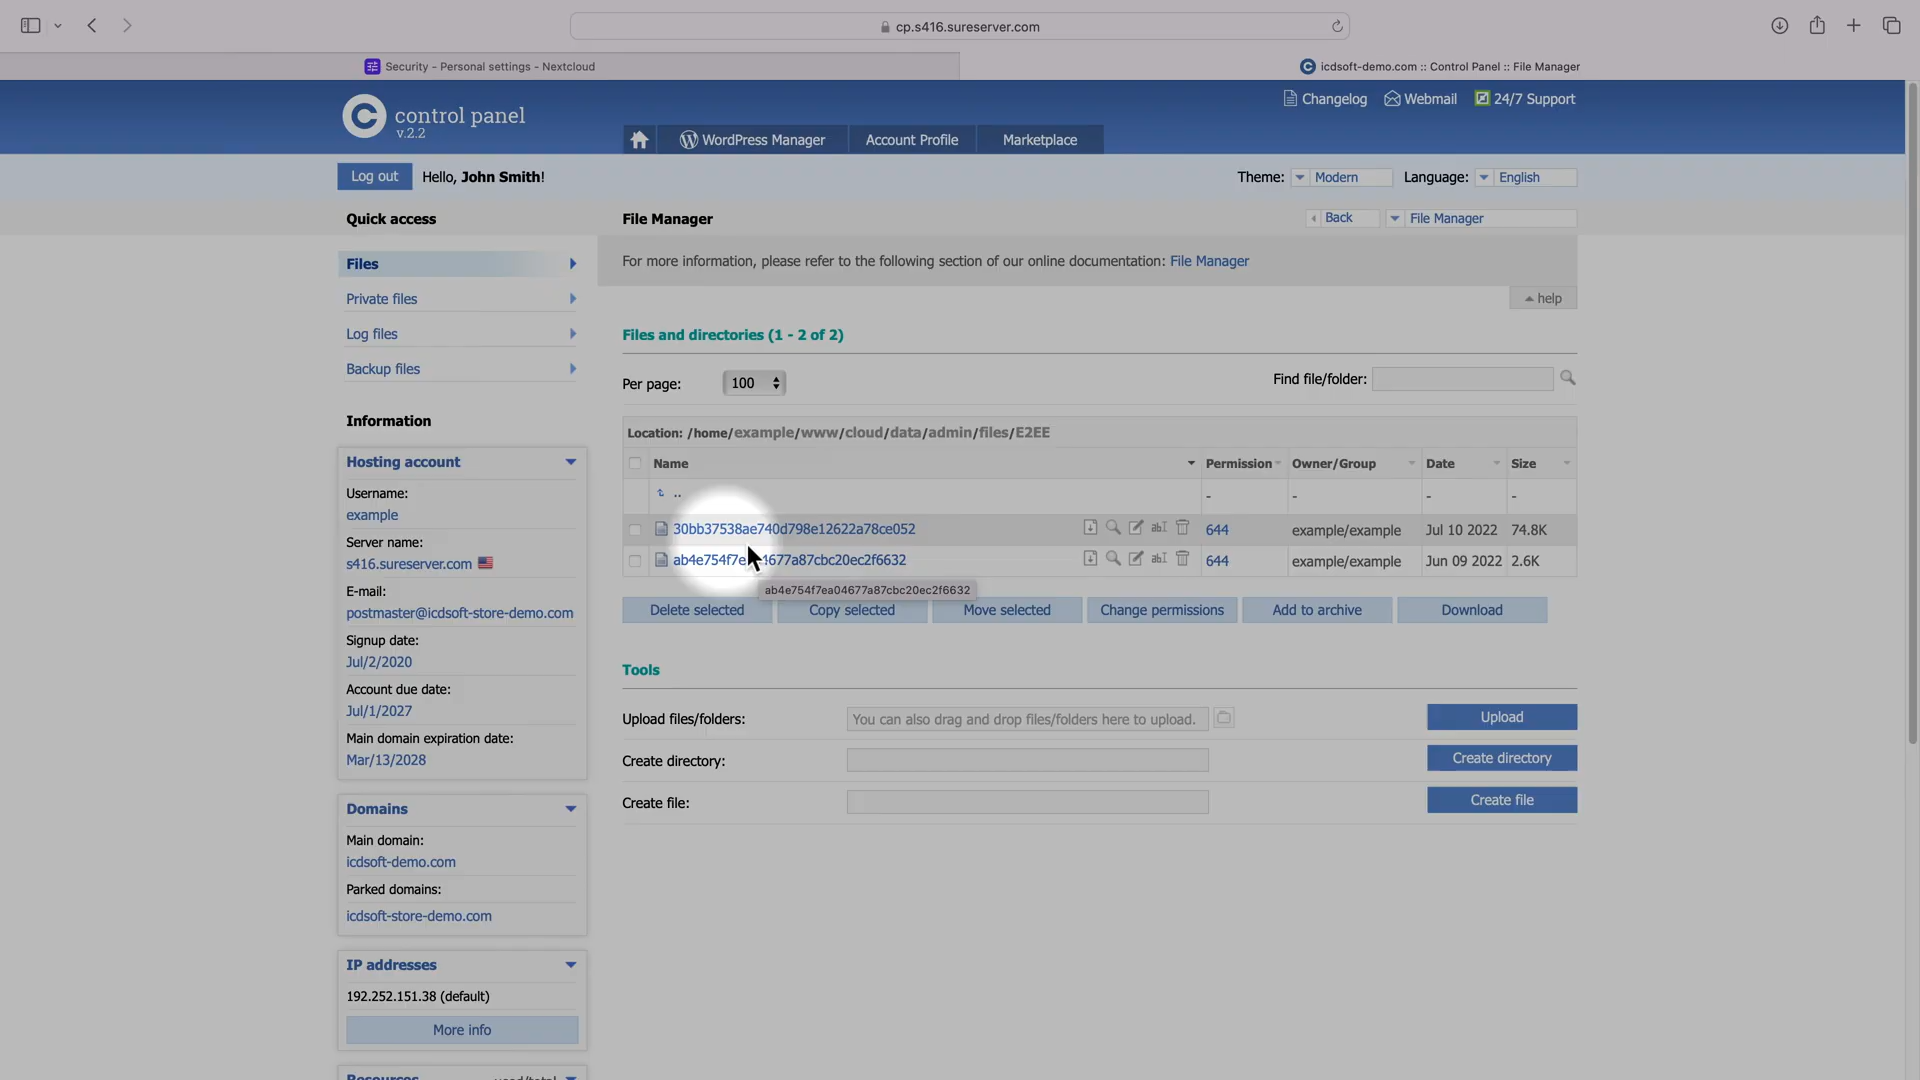 cp.s416.sureserver.com
Security - Personal settings - Nextcloud
icdsoft-demo.com :: Control Panel :: File Manager
control panel
v.2.2
Changelog
Webmail
24/7 Support
WordPress Manager
Account Profile
Marketplace
Log out
Hello, John Smith!
Theme: Modern
Language: English
Quick access
File Manager
Back
File Manager
Files
For more information, please refer to the following section of our online documentation: File Manager
help
Private files
Log files
Backup files
Files and directories (1 - 2 of 2)
Per page: 100
Find file/folder:
Location: /home/example/www/cloud/data/admin/files/E2EE
Name Permission Owner/Group Date Size
.. - - - -
30bb37538ae740d798e12622a78ce052 abI 644 example/example Jul 10 2022 74.8K
ab4e754f7ea04677a87cbc20ec2f6632 abI 644 example/example Jun 09 2022 2.6K
ab4e754f7ea04677a87cbc20ec2f6632
Delete selected
Copy selected
Move selected
Change permissions
Add to archive
Download
Tools
Upload files/folders: You can also drag and drop files/folders here to upload. Upload
Create directory: Create directory
Create file: Create file
Information
Hosting account
Username:
example
Server name:
s416.sureserver.com
E-mail:
postmaster@icdsoft-store-demo.com
Signup date:
Jul/2/2020
Account due date:
Jul/1/2027
Main domain expiration date:
Mar/13/2028
Domains
Main domain:
icdsoft-demo.com
Parked domains:
icdsoft-store-demo.com
IP addresses
192.252.151.38 (default)
More info
Resources used/total